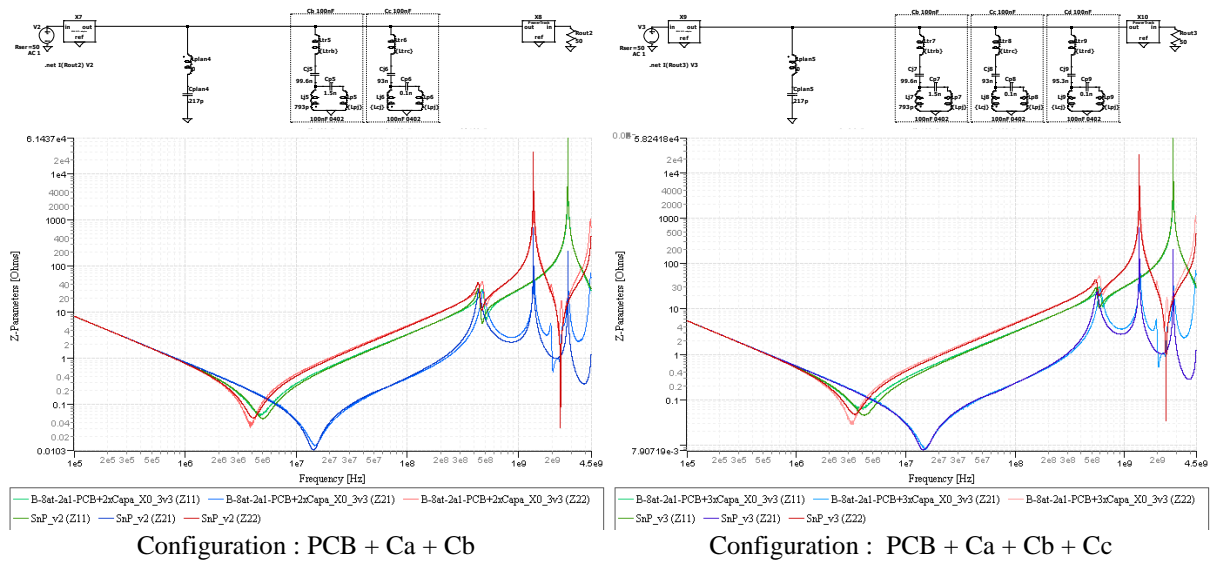 Cb 100nF
Cc 100nF
V2
X7
in out
ref
Rser=50
AC 1
.net I(Rout2) V2
Lplan4
0
Cplan4
217p
Ltr5
{Ltrb}
Cj5
99.6n
Cp5
1.5n
Lj5
793p
Lp5
{Lpj}
100nF 0402
Ltr6
{Ltrc}
Cj6
93n
Cp6
0.1n
Lj6
{Lcj}
Lp6
{Lpj}
100nF 0402
X8
ref
Rout2
50
Cb 100nF
Cc 100nF
Cd 100nF
V3
X9
in out
ref
Rser=50
AC 1
.net I(Rout3) V3
Lplan5
0
Cplan5
217p
Ltr7
{Ltrb}
Cj7
99.6n
Cp7
1.5n
Lj7
793p
Lp7
{Lpj}
100nF 0402
Ltr8
{Ltrc}
Cj8
93n
Cp8
0.1n
Lj8
{Lcj}
Lp8
{Lpj}
100nF 0402
Ltr9
{Ltrc}
Cj9
95.3n
Cp9
0.1n
Lj9
{Lcj}
Lp9
{Lpj}
100nF 0402
X10
ref
Rout3
50
6.1437e4
2e4
1e4
4000
2000
1000
400
200
100
40
20
10
4
2
1
0.4
0.2
0.1
0.04
0.02
0.0103
Z-Parameters [Ohms]
1e5 2e5 3e5 5e5 1e6 2e6 3e6 5e6 1e7 2e7 3e7 5e7 1e8 2e8 3e8 5e8 1e9 2e9 4.5e9
Frequency [Hz]
B-8at-2a1-PCB+2xCapa_X0_3v3 (Z11) B-8at-2a1-PCB+2xCapa_X0_3v3 (Z21) B-8at-2a1-PCB+2xCapa_X0_3v3 (Z22)
SnP_v2 (Z11) SnP_v2 (Z21) SnP_v2 (Z22)
Configuration : PCB + Ca + Cb
5.82418e4
2e4
1e4
4000
2000
1000
400
200
100
40
20
10
4
2
1
0.4
0.2
0.1
0.04
0.02
7.90719e-3
Z-Parameters [Ohms]
1e5 2e5 3e5 5e5 1e6 2e6 3e6 5e6 1e7 2e7 3e7 5e7 1e8 2e8 3e8 5e8 1e9 2e9 4.5e9
Frequency [Hz]
B-8at-2a1-PCB+3xCapa_X0_3v3 (Z11) B-8at-2a1-PCB+3xCapa_X0_3v3 (Z21) B-8at-2a1-PCB+3xCapa_X0_3v3 (Z22)
SnP_v3 (Z11) SnP_v3 (Z21) SnP_v3 (Z22)
Configuration : PCB + Ca + Cb + Cc